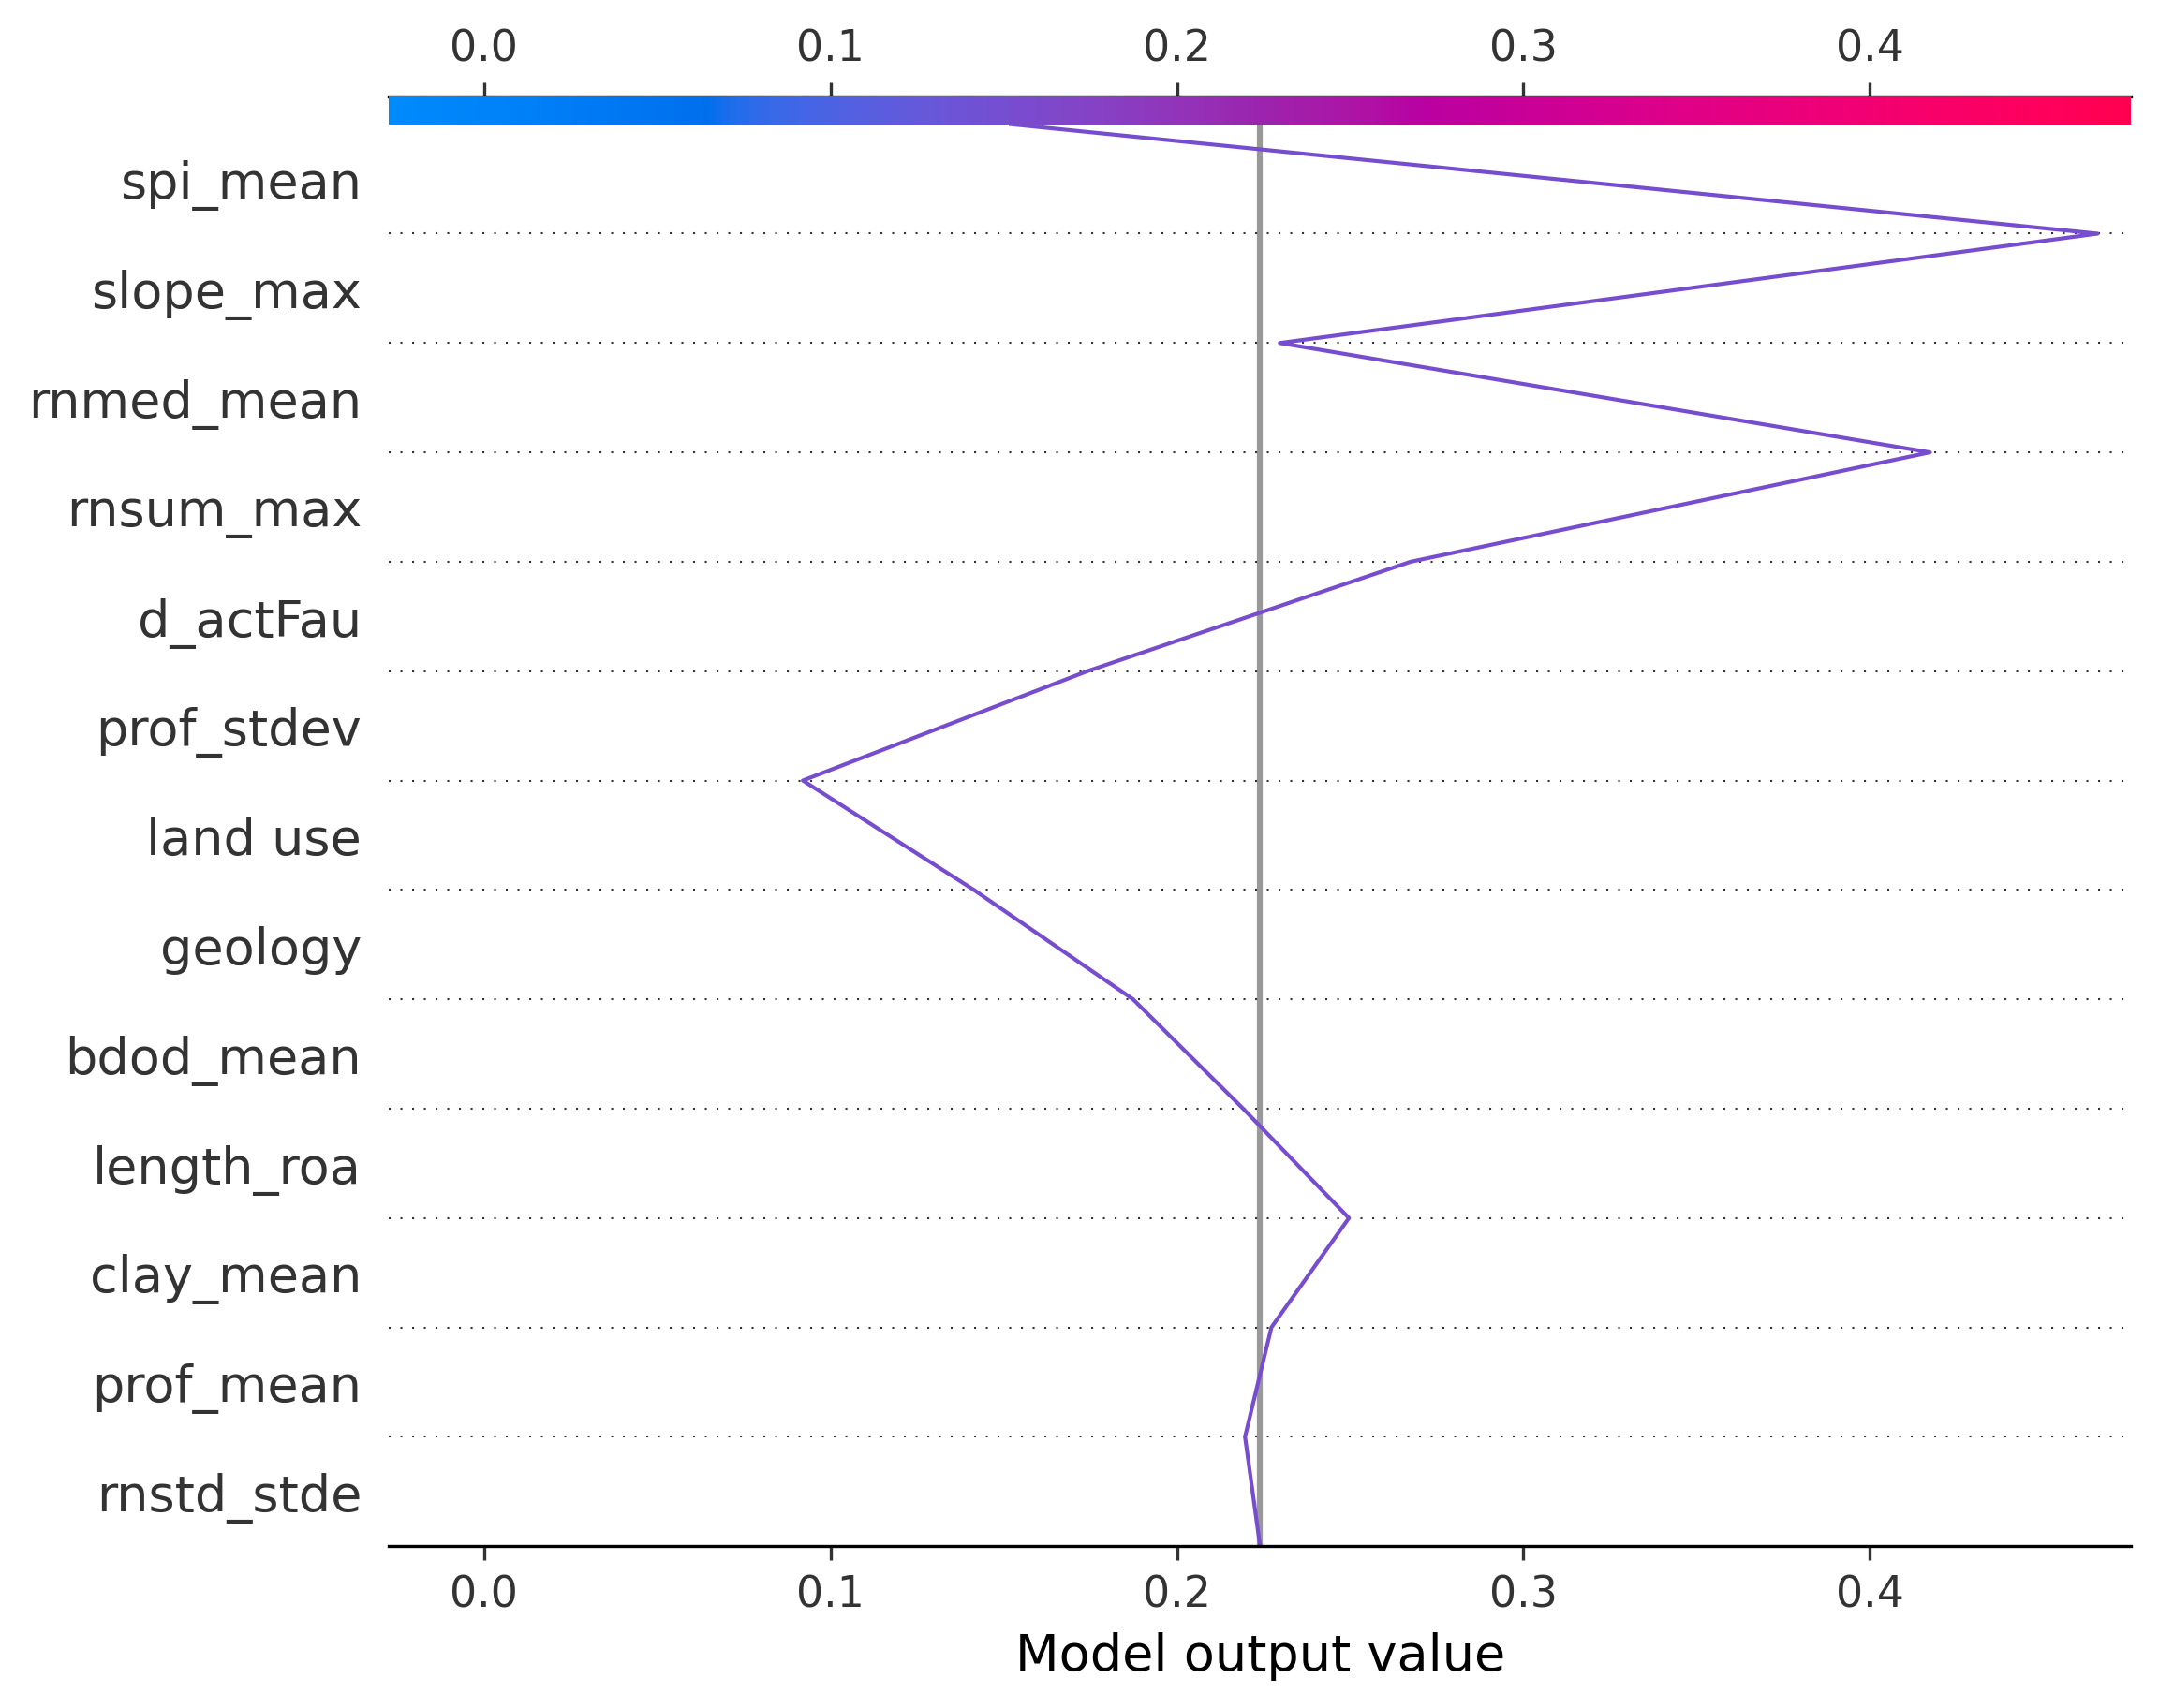 0.0 0.1 0.2 0.3 0.4
spi_mean
slope_max
rnmed_mean
rnsum_max
d_actFau
prof_stdev
land use
geology
bdod_mean
length_roa
clay_mean
prof_mean
rnstd_stde
0.0 0.1 0.2 0.3 0.4
Model output value